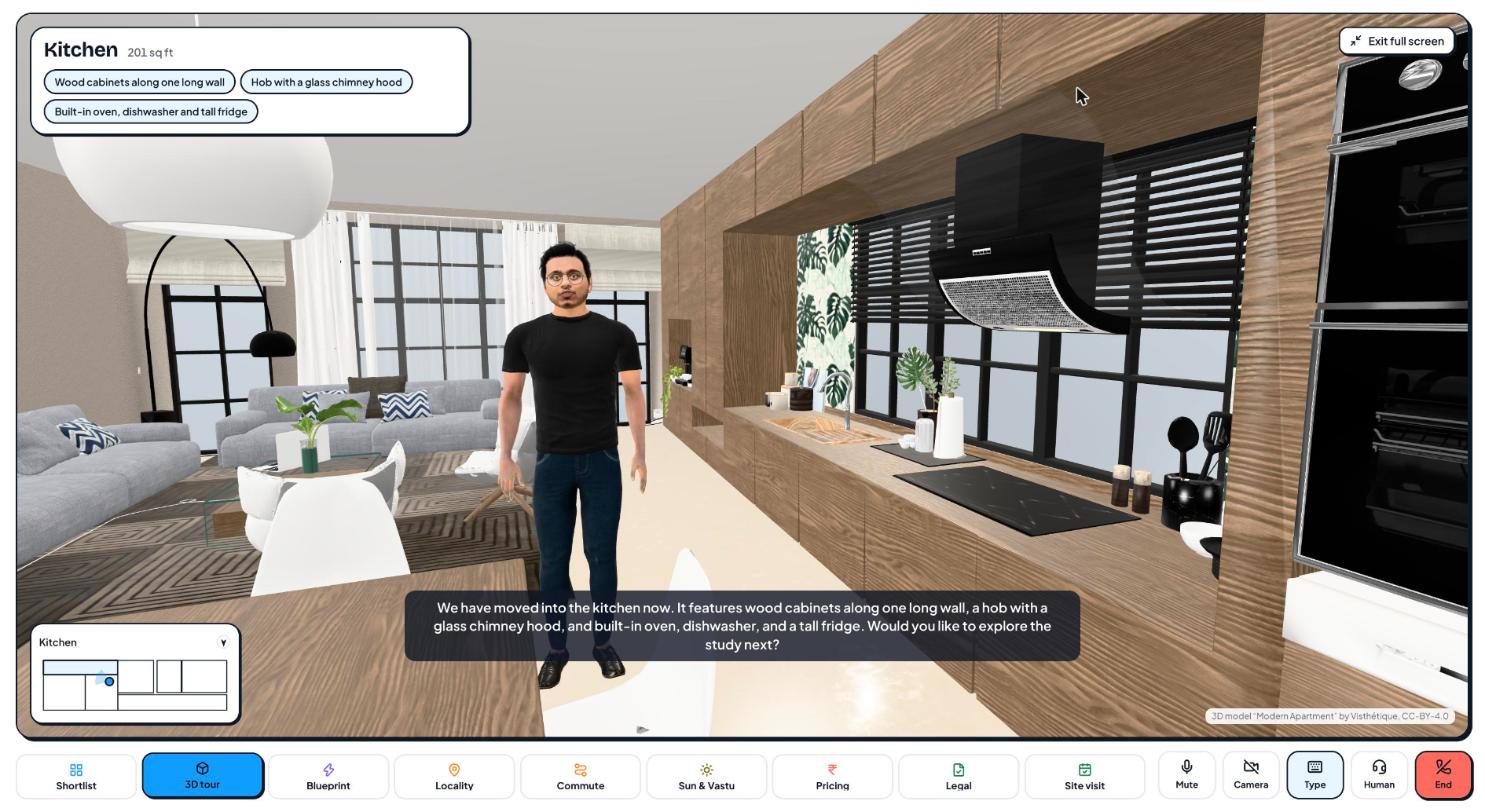 Kitchen 201 sq ft
Wood cabinets along one long wall
Hob with a glass chimney hood
Built-in oven, dishwasher and tall fridge
Exit full screen
We have moved into the kitchen now. It features wood cabinets along one long wall, a hob with a
glass chimney hood, and built-in oven, dishwasher, and a tall fridge. Would you like to explore the
study next?
Kitchen
3D model "Modern Apartment" by Visthétique, CC-BY-4.0
Shortlist
3D tour
Blueprint
Locality
Commute
Sun & Vastu
Pricing
Legal
Site visit
Mute
Camera
Type
Human
End